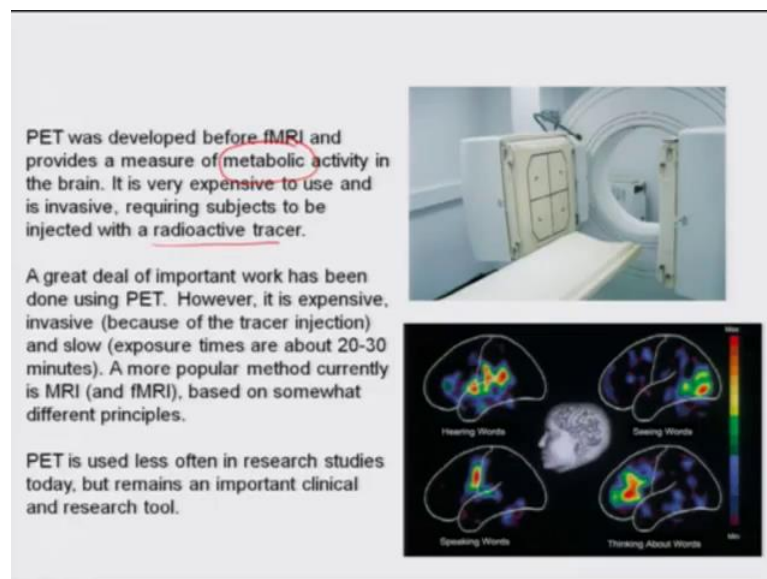 PET was developed before fMRI and
provides a measure of metabolic activity in
the brain. It is very expensive to use and
is invasive, requiring subjects to be
injected with a radioactive tracer.
A great deal of important work has been
done using PET. However, it is expensive,
invasive (because of the tracer injection)
and slow (exposure times are about 20-30
minutes). A more popular method currently
is MRI (and fMRI), based on somewhat
different principles.
PET is used less often in research studies
today, but remains an important clinical
and research tool.
Max
Hearing Words
Seeing Words
Speaking Words
Thinking About Words
Min